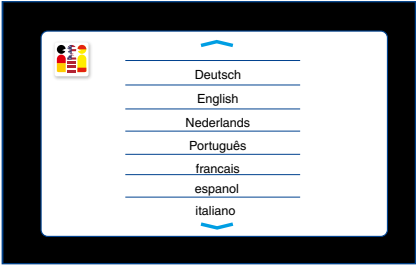 Deutsch
English
Nederlands
Português
francais
espanol
italiano